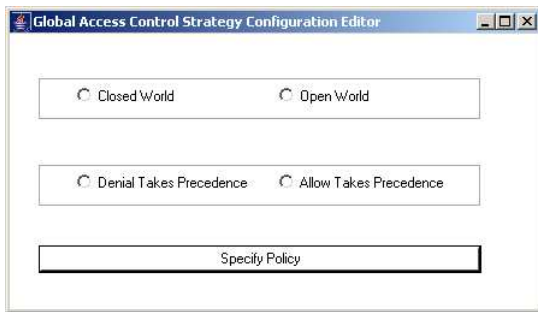 Global Access Control Strategy Configuration Editor
Closed World Open World
Denial Takes Precedence Allow Takes Precedence
Specify Policy